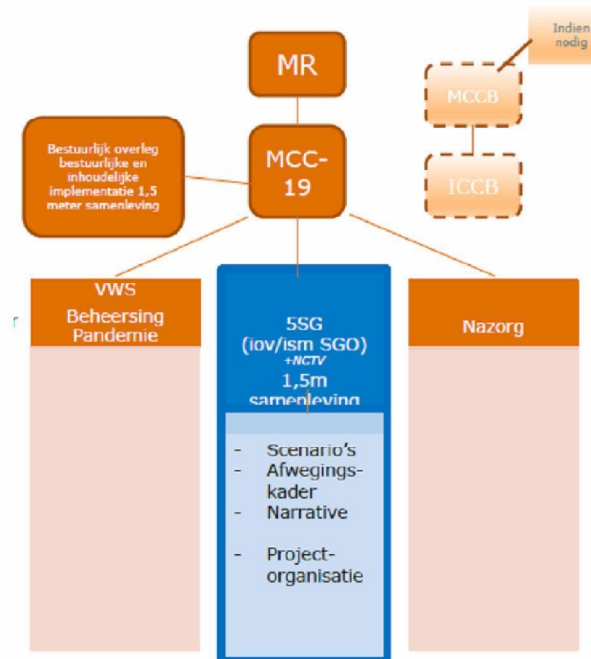 Indien
nodig
MR
MCCB
Bestuurlijk overleg
bestuurlijke en
inhoudelijke
implementatie 1,5
meter samenleving
MCC-
19
ICCB
VWS
Beheersing
Pandemie
5SG
(iov/ism SGO)
+NCTV
1,5m
samenleving
Nazorg
- Scenario's
- Afwegings-
kader
- Narrative
- Project-
organisatie